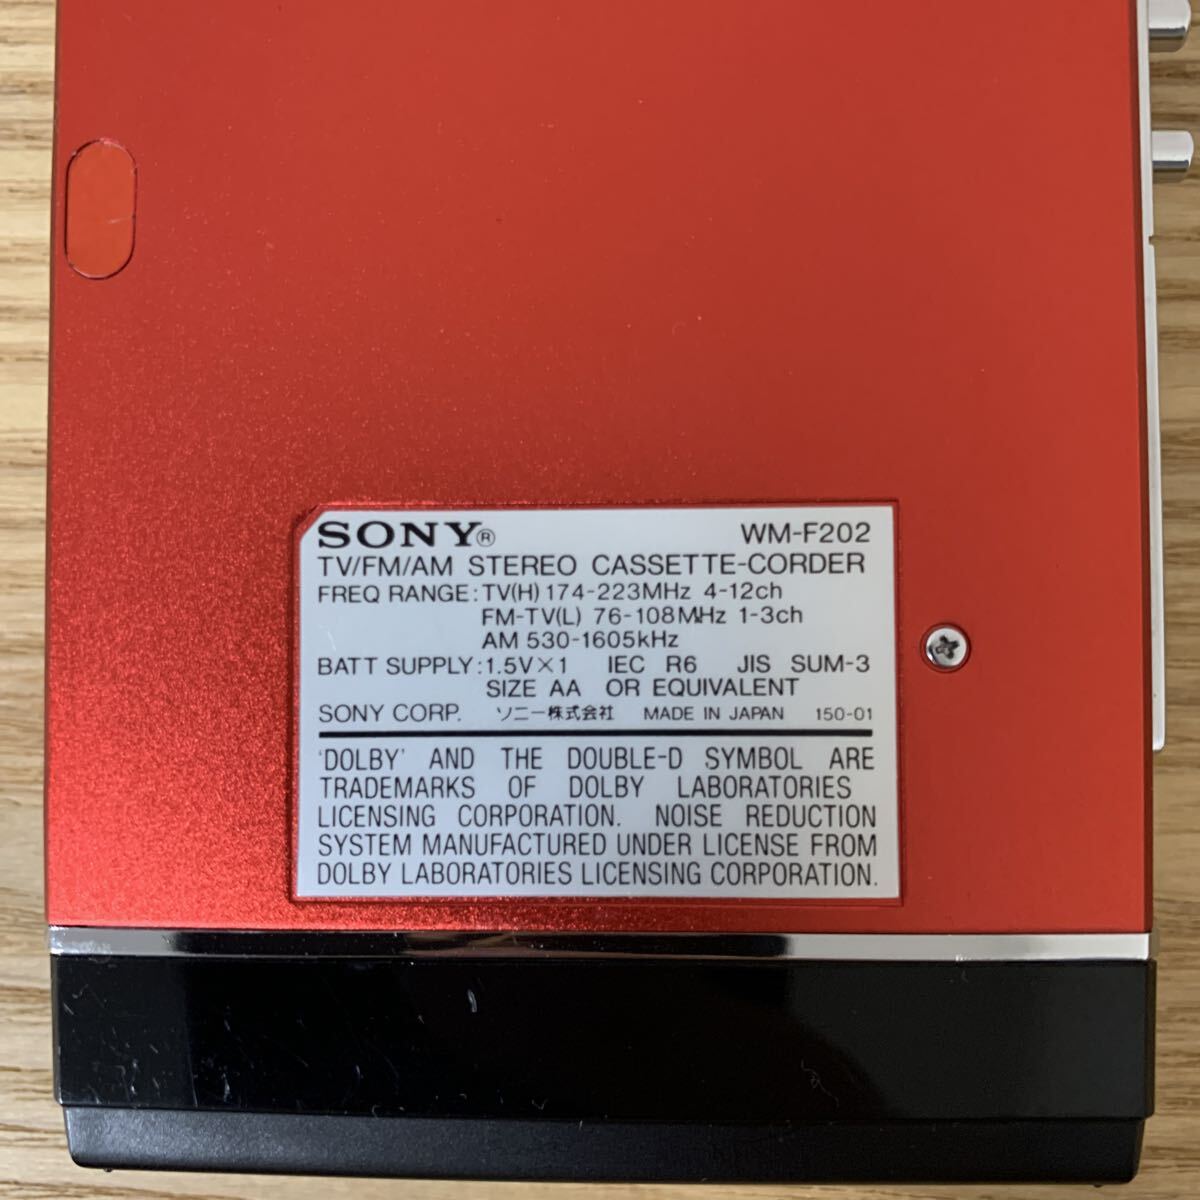 SONY® WM-F202
TV/FM/AM STEREO CASSETTE-CORDER
FREQ RANGE: TV(H) 174-223MHz 4-12ch
FM-TV(L) 76-108MHz 1-3ch
AM 530-1605kHz
BATT SUPPLY: 1.5V×1 IEC R6 JIS SUM-3
SIZE AA OR EQUIVALENT
SONY CORP. ソニー株式会社 MADE IN JAPAN 150-01
'DOLBY' AND THE DOUBLE-D SYMBOL ARE
TRADEMARKS OF DOLBY LABORATORIES
LICENSING CORPORATION. NOISE REDUCTION
SYSTEM MANUFACTURED UNDER LICENSE FROM
DOLBY LABORATORIES LICENSING CORPORATION.